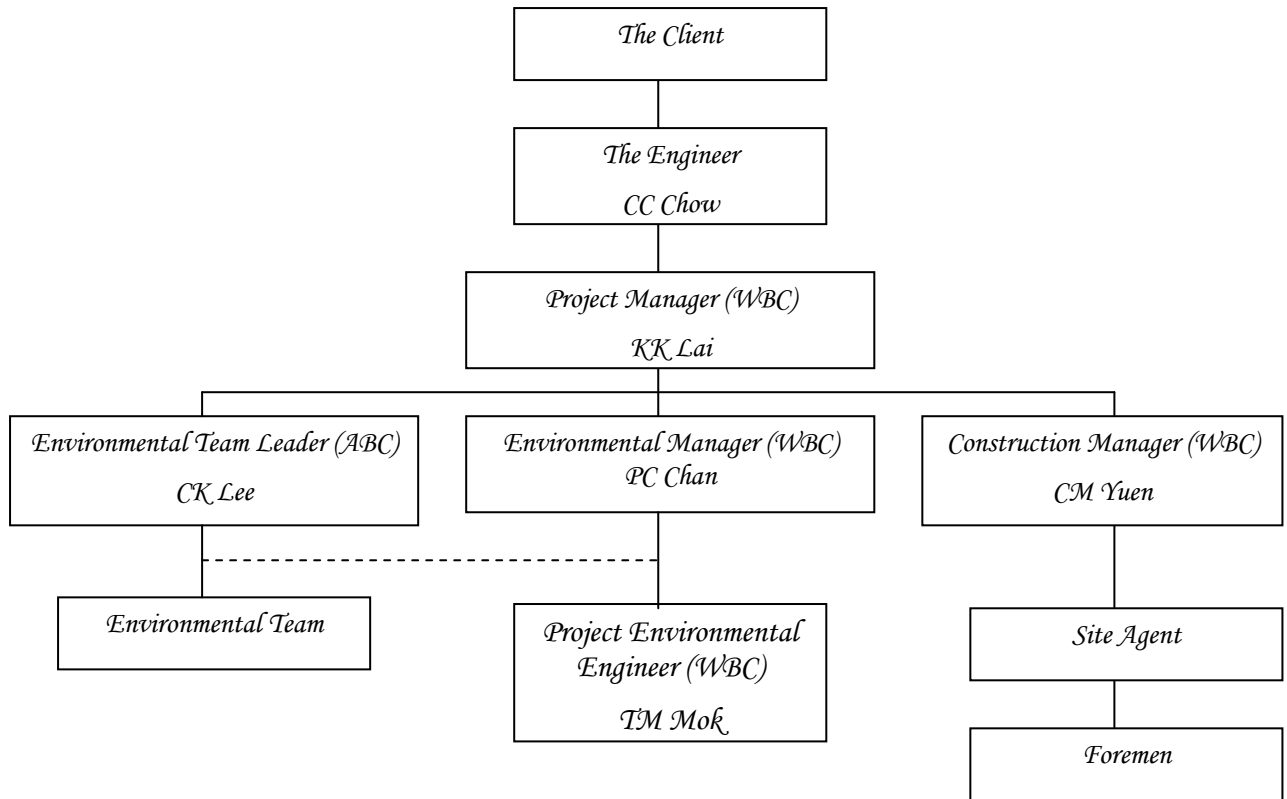 The Client
The Engineer
CC Chow
Project Manager (WBC)
KK Lai
Environmental Team Leader (ABC)
CK Lee
Environmental Manager (WBC)
PC Chan
Construction Manager (WBC)
CM Yuen
Environmental Team
Project Environmental
Engineer (WBC)
TM Mok
Site Agent
Foremen